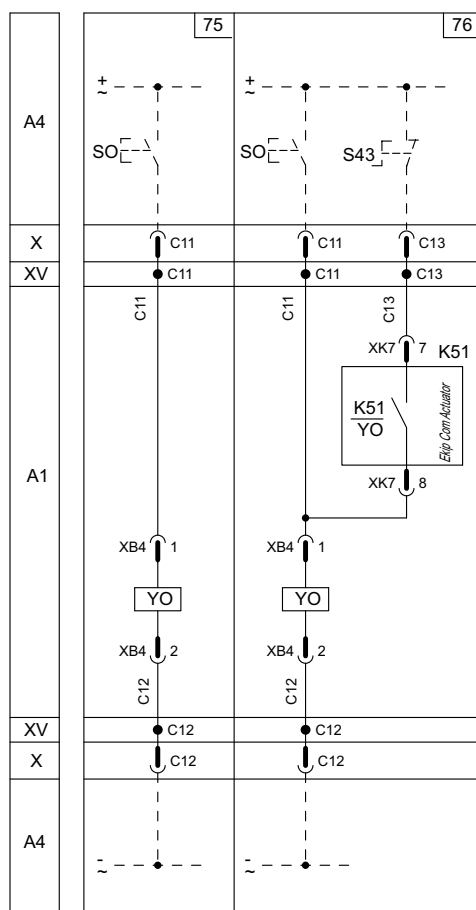 75 76
+ +
~ ~
A4
SO SO S43
X C11 C11 C13
XV C11 C11 C13
C11 C11 C13
XK7 7 K51
K51
YO
Ekip Com Actuator
A1
XK7 8
XB4 1 XB4 1
YO YO
XB4 2 XB4 2
C12 C12
XV C12 C12
X C12 C12
A4
- -
~ ~